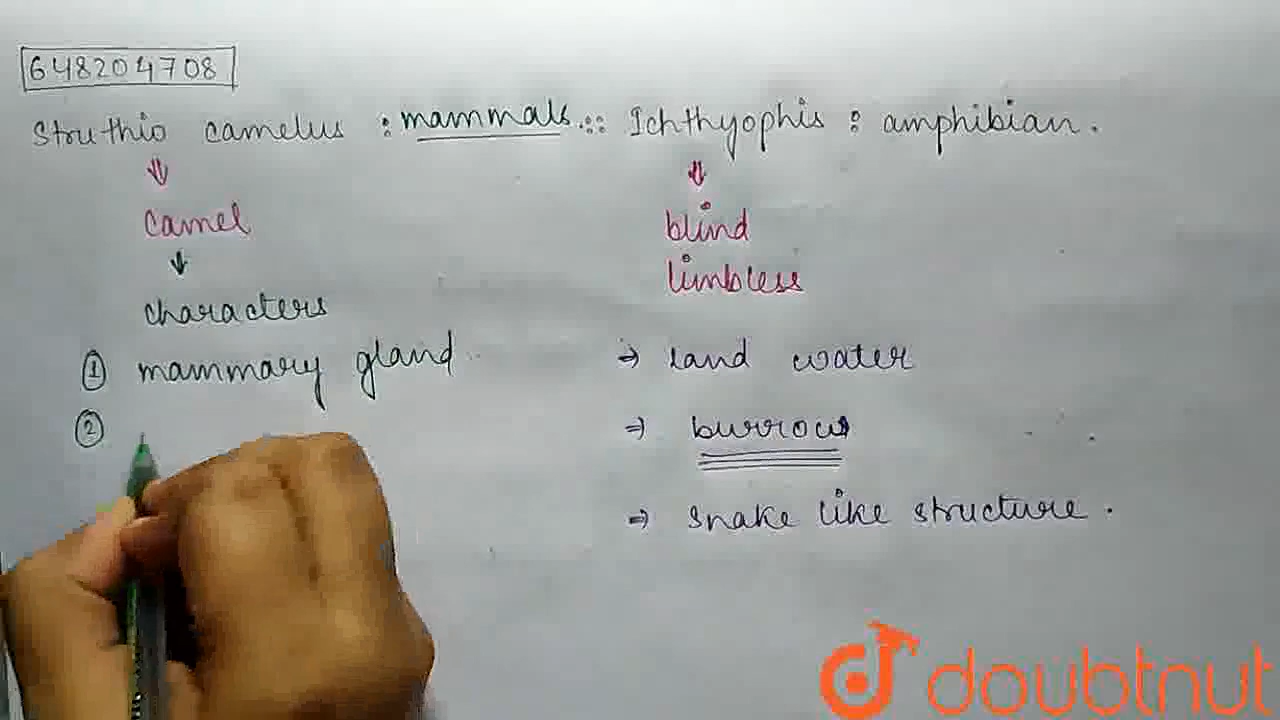 648204708
Struthio camelus : mammals :: Ichthyophis : amphibian.
camel
blind
limbless
characters
① mammary gland
②
⇒ land water
⇒ burrows
⇒ snake like structure.
doubtnut